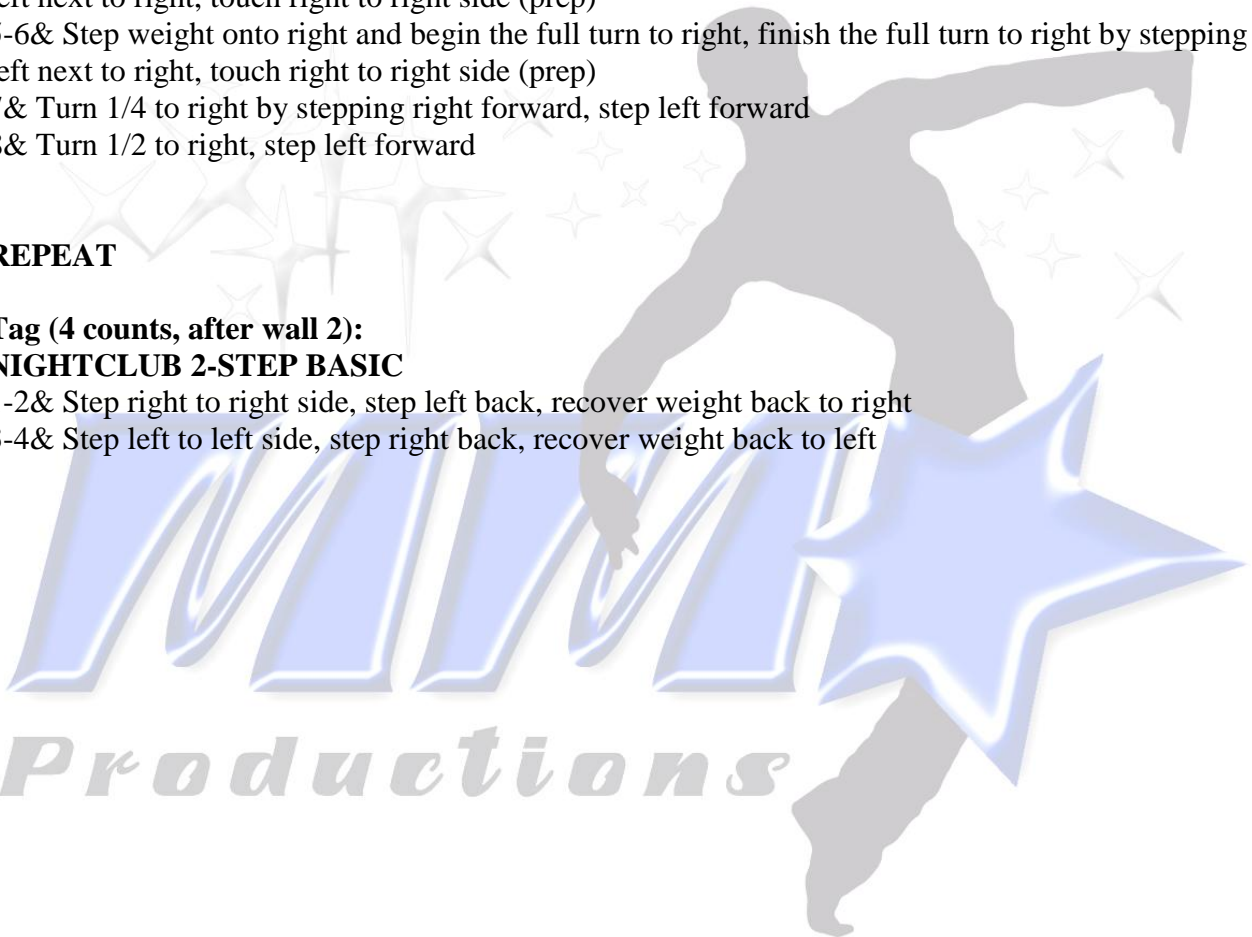 left next to right, touch right to right side (prep)
5-6& Step weight onto right and begin the full turn to right, finish the full turn to right by stepping
left next to right, touch right to right side (prep)
7& Turn 1/4 to right by stepping right forward, step left forward
8& Turn 1/2 to right, step left forward
REPEAT
Tag (4 counts, after wall 2):
NIGHTCLUB 2-STEP BASIC
1-2& Step right to right side, step left back, recover weight back to right
3-4& Step left to left side, step right back, recover weight back to left
MM
Productions